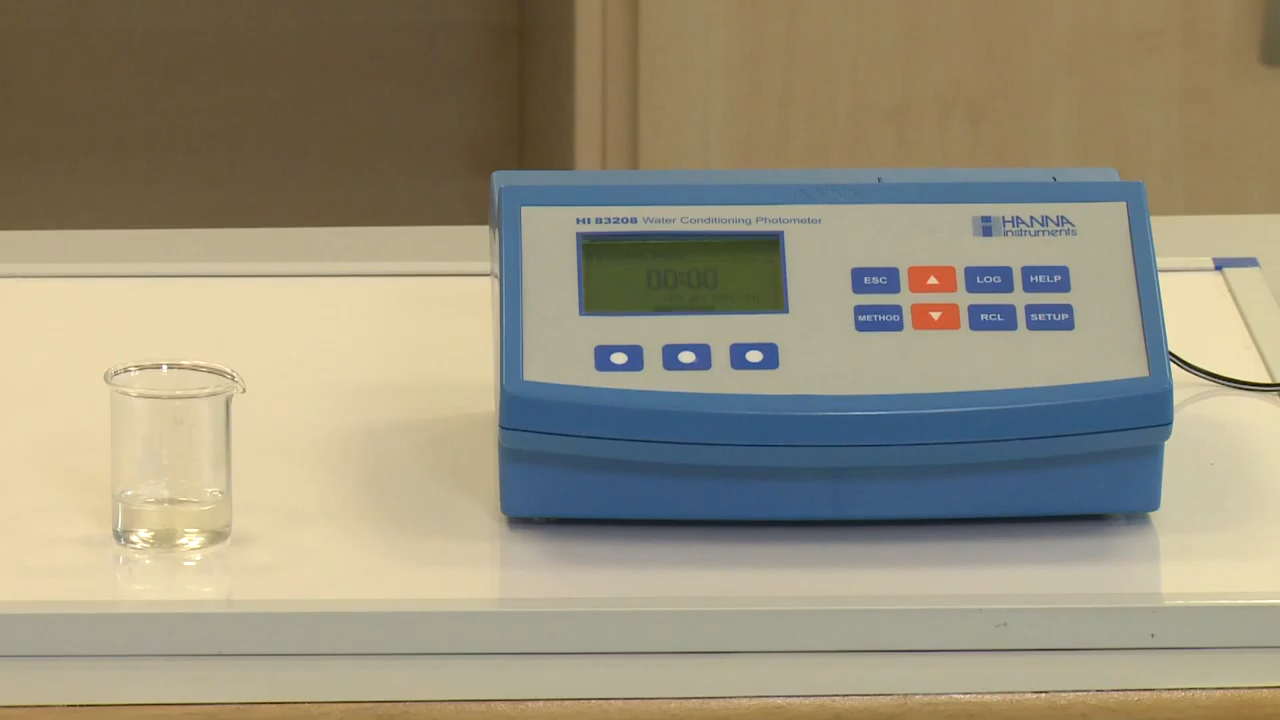 HI 83208 Water Conditioning Photometer
HANNA
instruments
00:00
ESC
LOG
HELP
METHOD
RCL
SETUP